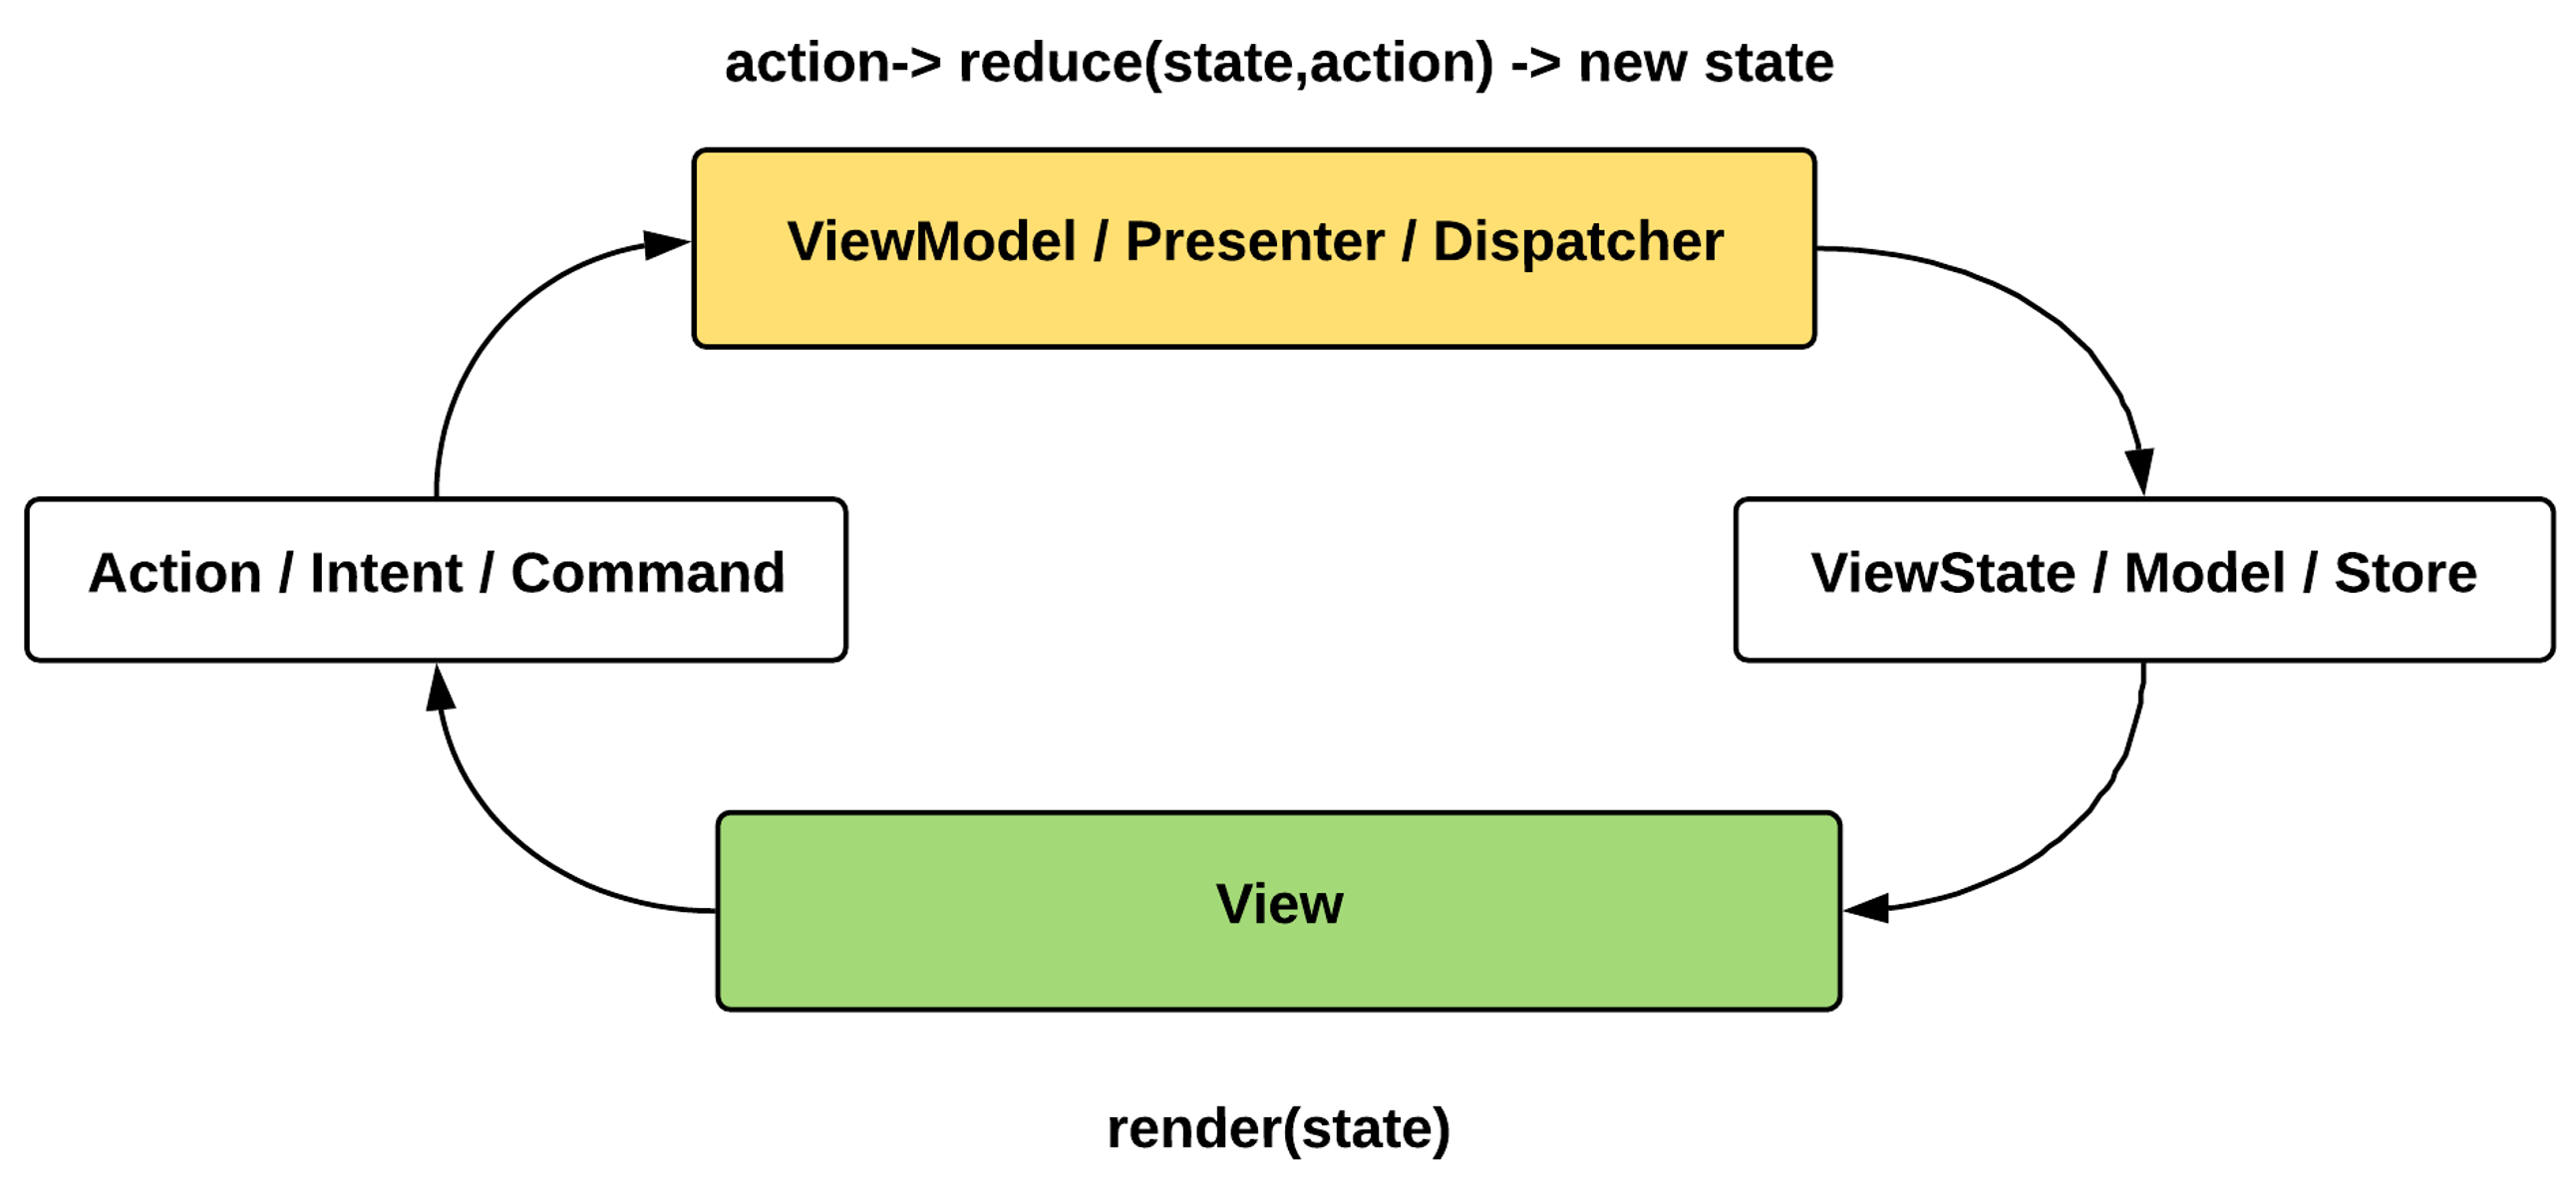 action-> reduce(state,action) -> new state
ViewModel / Presenter / Dispatcher
Action / Intent / Command
ViewState / Model / Store
View
render(state)